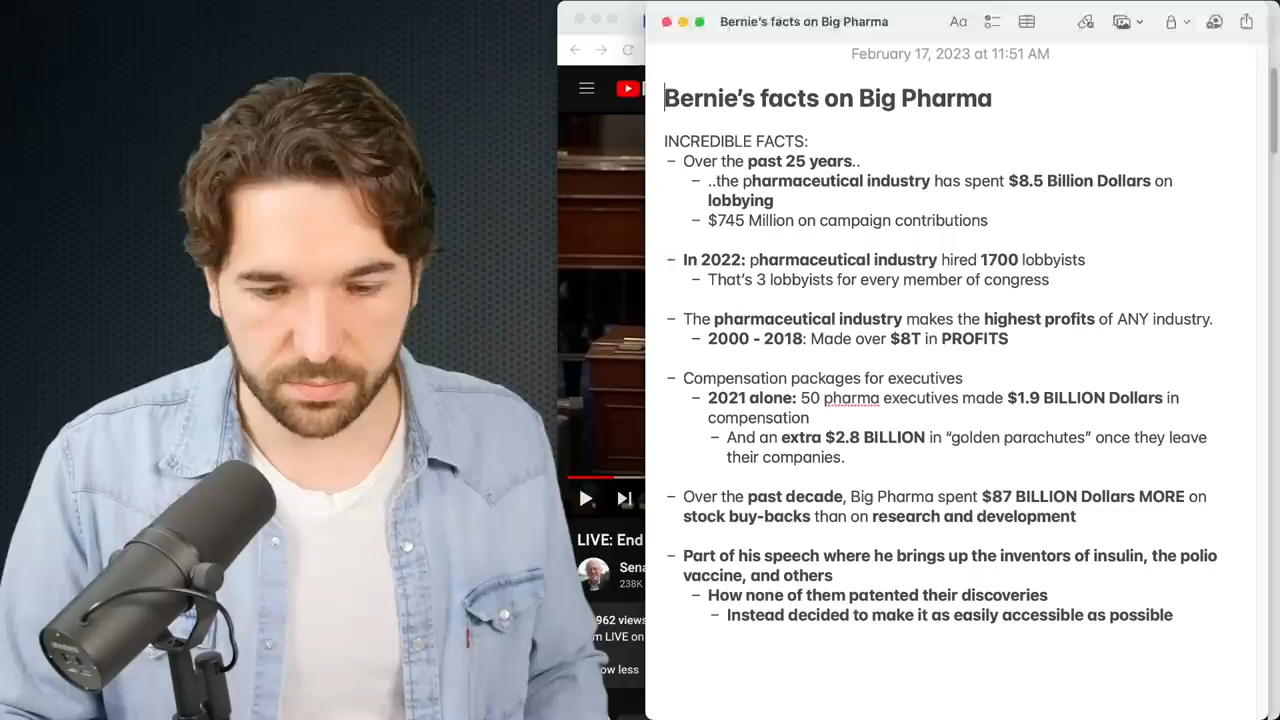 Bernie's facts on Big Pharma
Aa
February 17, 2023 at 11:51 AM
Bernie's facts on Big Pharma
INCREDIBLE FACTS:
– Over the past 25 years..
– ..the pharmaceutical industry has spent $8.5 Billion Dollars on
lobbying
– $745 Million on campaign contributions
– In 2022: pharmaceutical industry hired 1700 lobbyists
– That's 3 lobbyists for every member of congress
– The pharmaceutical industry makes the highest profits of ANY industry.
– 2000 - 2018: Made over $8T in PROFITS
– Compensation packages for executives
– 2021 alone: 50 pharma executives made $1.9 BILLION Dollars in
compensation
– And an extra $2.8 BILLION in “golden parachutes” once they leave
their companies.
– Over the past decade, Big Pharma spent $87 BILLION Dollars MORE on
stock buy-backs than on research and development
– Part of his speech where he brings up the inventors of insulin, the polio
vaccine, and others
– How none of them patented their discoveries
– Instead decided to make it as easily accessible as possible
LIVE: End
Sena
238K
962 views
m LIVE on
ow less